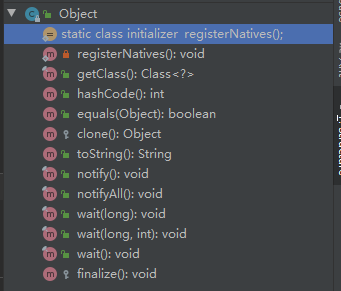 Object
static class initializer registerNatives();
registerNatives(): void
getClass(): Class<?>
hashCode(): int
equals(Object): boolean
clone(): Object
toString(): String
notify(): void
notifyAll(): void
wait(long): void
wait(long, int): void
wait(): void
finalize(): void